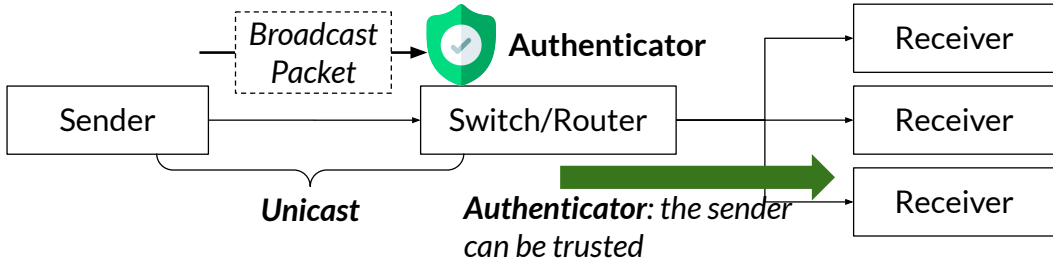 Broadcast
Packet
Authenticator
Receiver
Sender
Switch/Router
Receiver
Unicast
Authenticator: the sender
can be trusted
Receiver